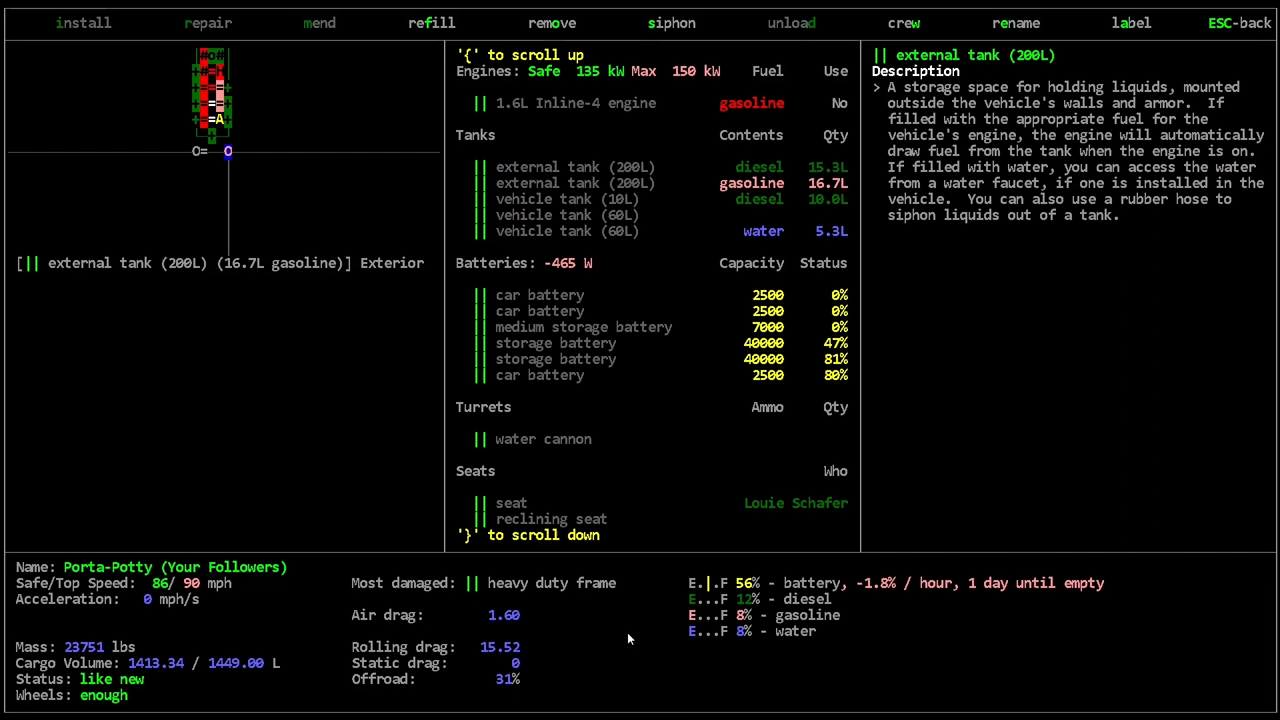 install repair mend refill remove siphon unload crew rename label ESC-back
'{' to scroll up
Engines: Safe 135 kW Max 150 kW Fuel Use
|| 1.6L Inline-4 engine gasoline No
Tanks Contents Qty
|| external tank (200L) diesel 15.3L
|| external tank (200L) gasoline 16.7L
|| vehicle tank (10L) diesel 10.0L
|| vehicle tank (60L)
|| vehicle tank (60L) water 5.3L
Batteries: -465 W Capacity Status
|| car battery 2500 0%
|| car battery 2500 0%
|| medium storage battery 7000 0%
|| storage battery 40000 47%
|| storage battery 40000 81%
|| car battery 2500 80%
Turrets Ammo Qty
|| water cannon
Seats Who
|| seat Louie Schafer
|| reclining seat
'}' to scroll down
[|| external tank (200L) (16.7L gasoline)] Exterior
|| external tank (200L)
Description
> A storage space for holding liquids, mounted
outside the vehicle's walls and armor. If
filled with the appropriate fuel for the
vehicle's engine, the engine will automatically
draw fuel from the tank when the engine is on.
If filled with water, you can access the water
from a water faucet, if one is installed in the
vehicle. You can also use a rubber hose to
siphon liquids out of a tank.
Name: Porta-Potty (Your Followers)
Safe/Top Speed: 86/ 90 mph
Acceleration: 0 mph/s
Mass: 23751 lbs
Cargo Volume: 1413.34 / 1449.00 L
Status: like new
Wheels: enough
Most damaged: || heavy duty frame
Air drag: 1.60
Rolling drag: 15.52
Static drag: 0
Offroad: 31%
E.|.F 56% - battery, -1.8% / hour, 1 day until empty
E...F 12% - diesel
E...F 8% - gasoline
E...F 8% - water